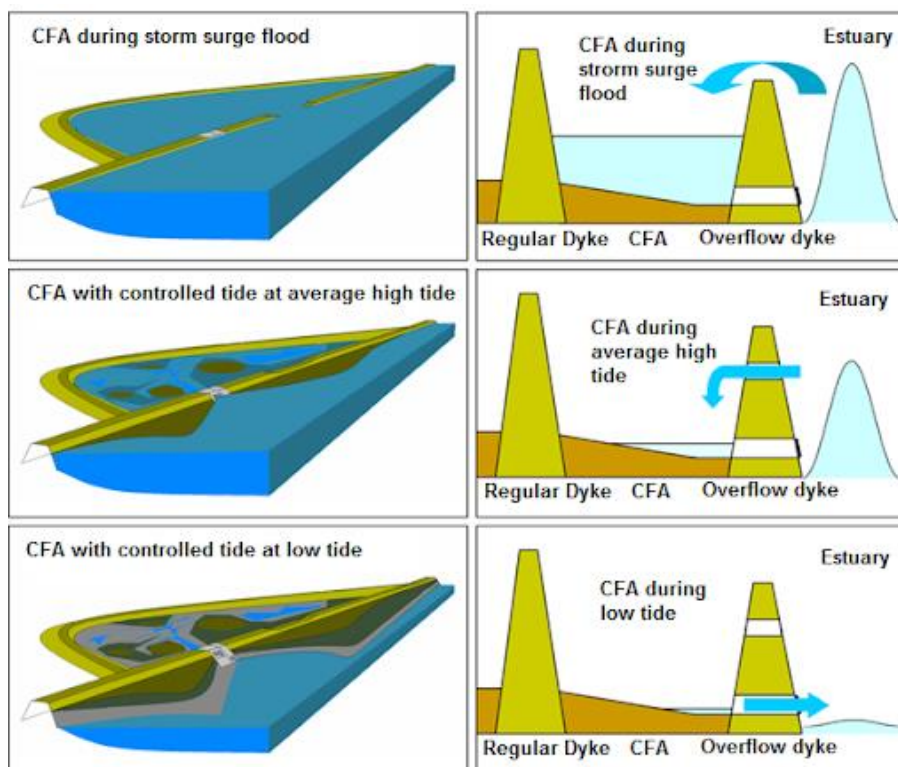 CFA during storm surge flood
CFA during
strorm surge
flood
Estuary
Regular Dyke CFA Overflow dyke
CFA with controlled tide at average high tide
CFA during
average high
tide
Estuary
Regular Dyke CFA Overflow dyke
CFA with controlled tide at low tide
CFA during
low tide
Estuary
Regular Dyke CFA Overflow dyke